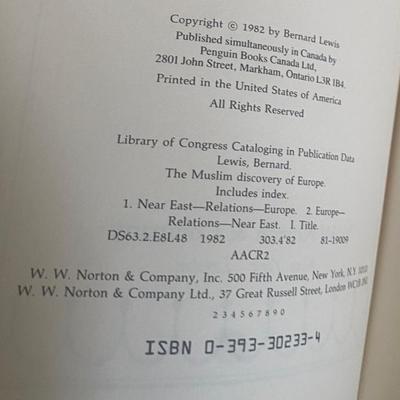 Copyright © 1982 by Bernard Lewis
Published simultaneously in Canada by
Penguin Books Canada Ltd,
2801 John Street, Markham, Ontario L3R 1B4.
Printed in the United States of America
All Rights Reserved
Library of Congress Cataloging in Publication Data
Lewis, Bernard.
The Muslim discovery of Europe.
Includes index.
1. Near East—Relations—Europe. 2. Europe—
Relations—Near East. I. Title.
DS63.2.E8L48 1982 303.4'82 81-19009
AACR2
W. W. Norton & Company, Inc. 500 Fifth Avenue, New York, N.Y.
W. W. Norton & Company Ltd., 37 Great Russell Street, London
2 3 4 5 6 7 8 9 0
ISBN 0-393-30233-4